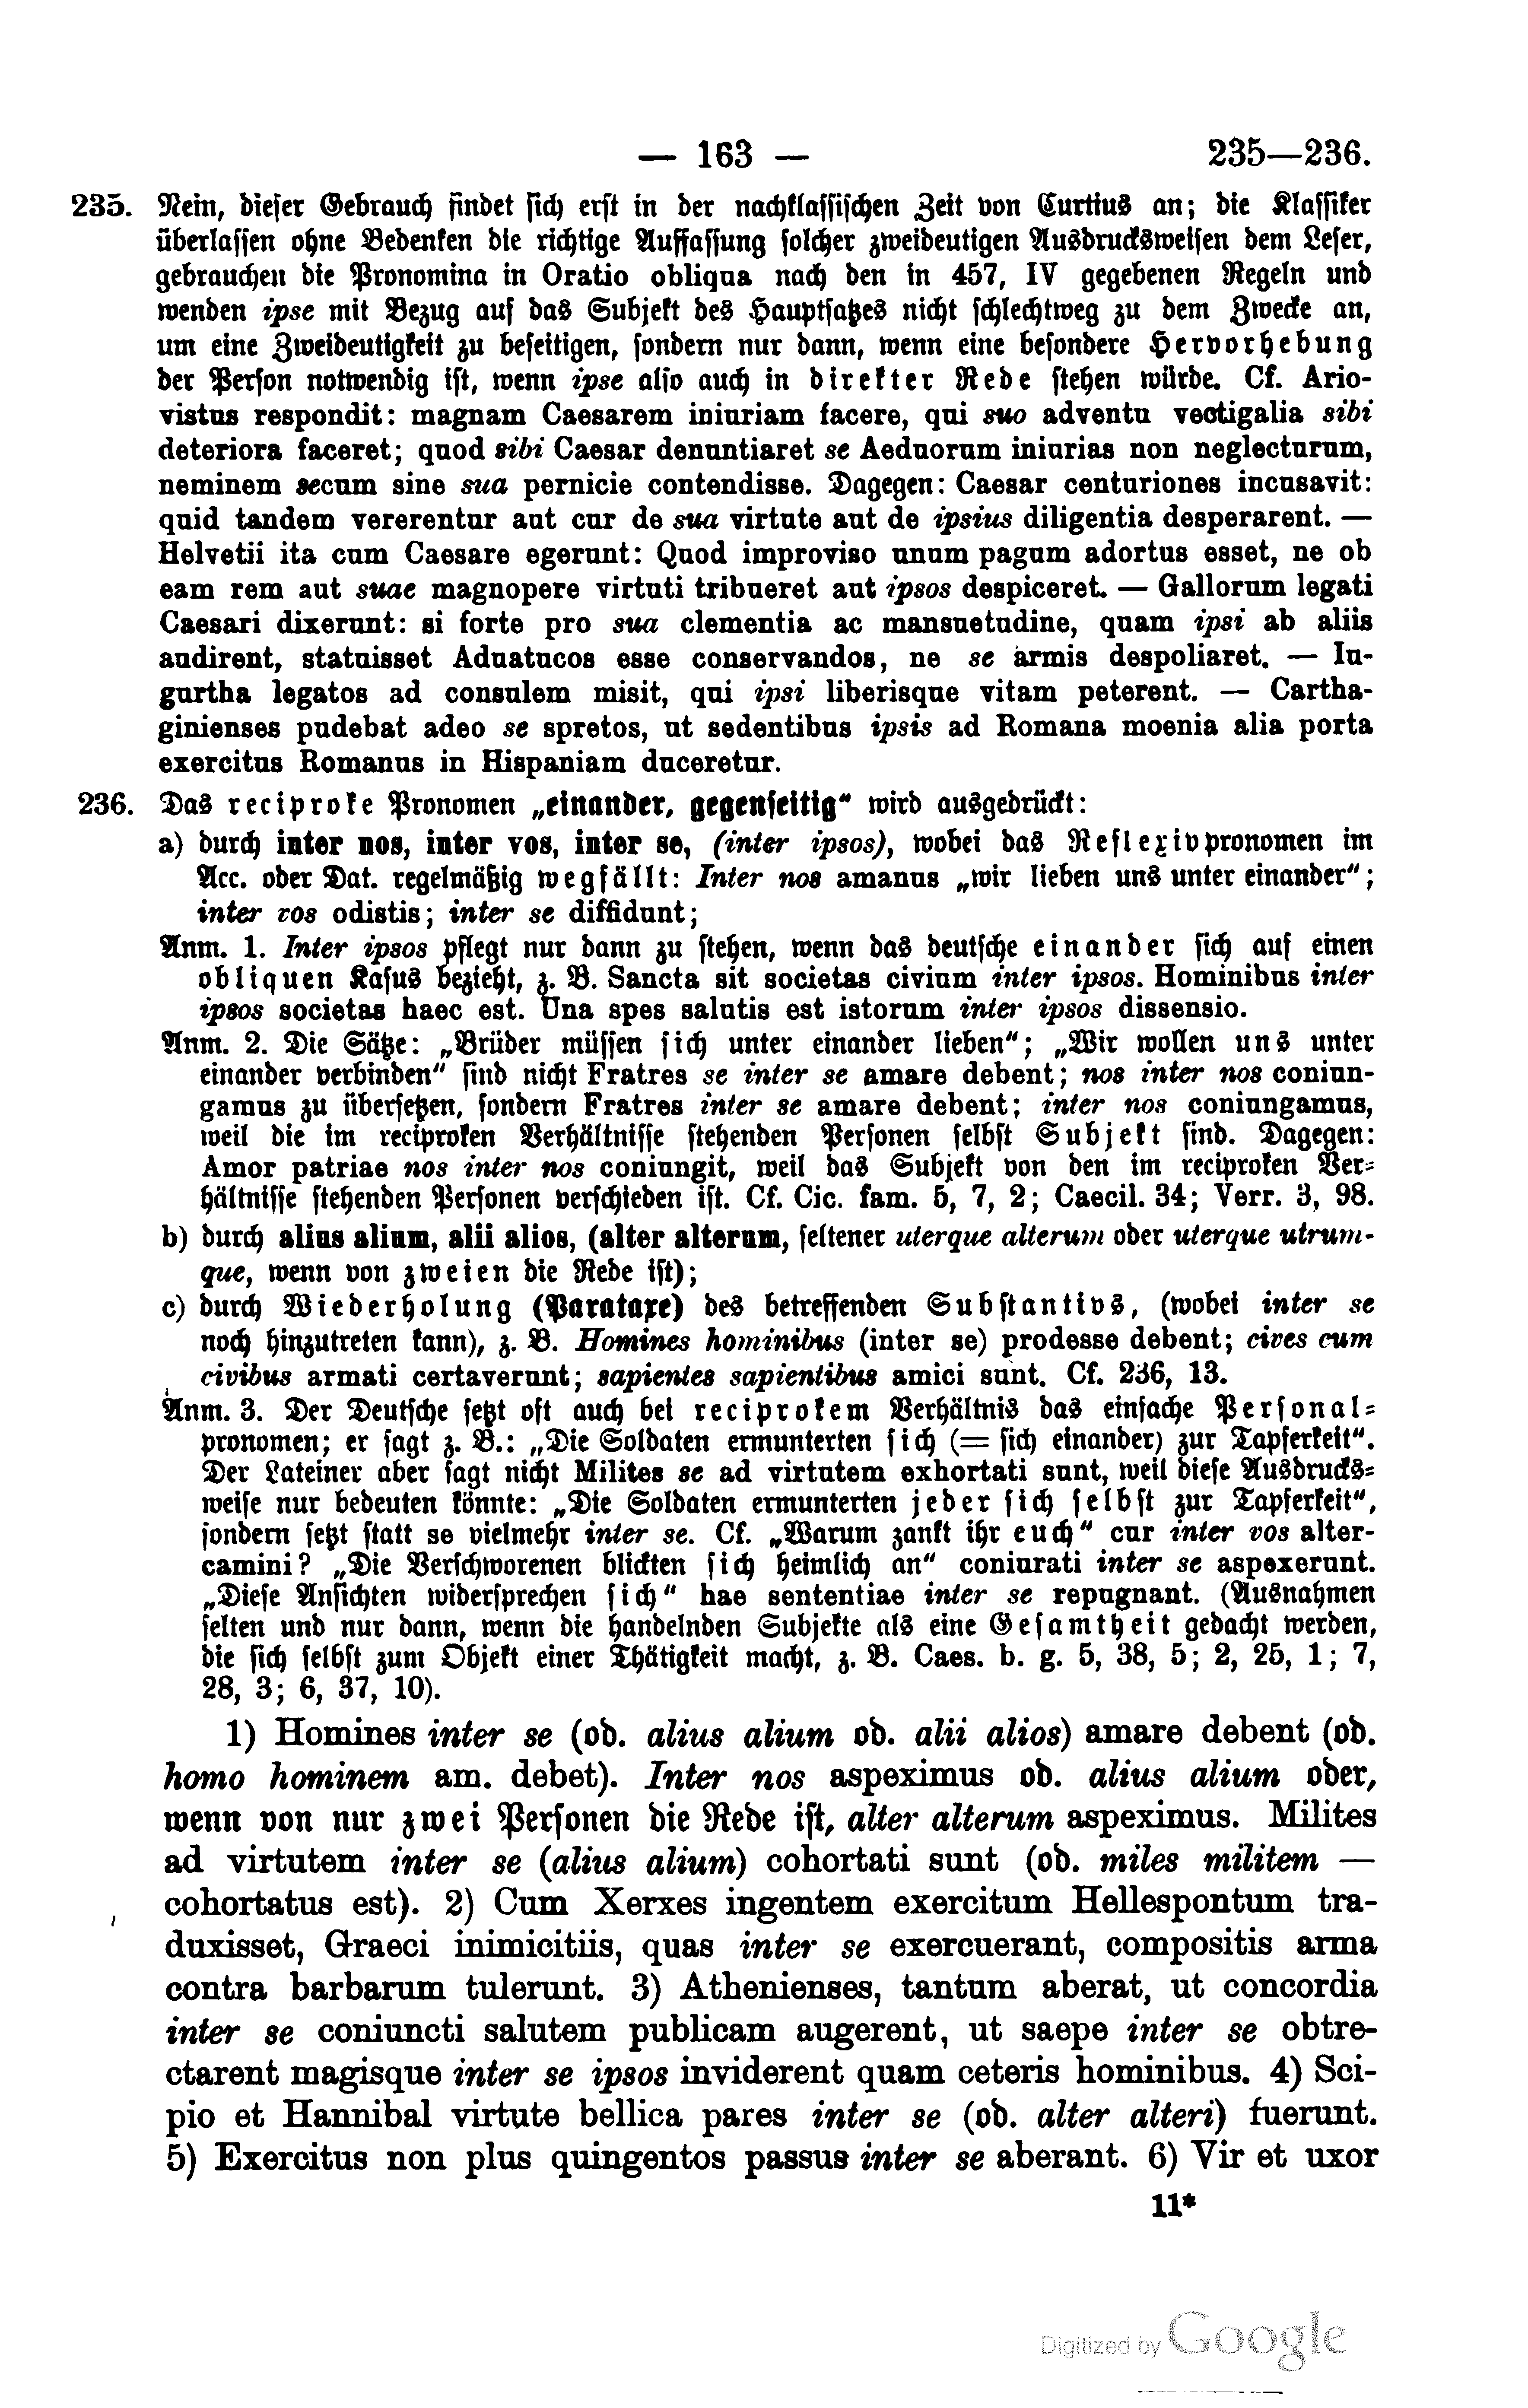 — 163 — 235—236.
235. Nein, dieser Gebrauch findet sich erst in der nachklassischen Zeit von Curtius an; die Klassiker
überlassen ohne Bedenken die richtige Auffassung solcher zweideutigen Ausdrucksweisen dem Leser,
gebrauchen die Pronomina in Oratio obliqua nach den in 457, IV gegebenen Regeln und
wenden ipse mit Bezug auf das Subjekt des Hauptsatzes nicht schlechtweg zu dem Zwecke an,
um eine Zweideutigkeit zu beseitigen, sondern nur dann, wenn eine besondere Hervorhebung
der Person notwendig ist, wenn ipse also auch in direkter Rede stehen würde. Cf. Ario-
vistus respondit: magnam Caesarem iniuriam facere, qui suo adventu vectigalia sibi
deteriora faceret; quod sibi Caesar denuntiaret se Aeduorum iniurias non neglecturum,
neminem secum sine sua pernicie contendisse. Dagegen: Caesar centuriones incusavit:
quid tandem vererentur aut cur de sua virtute aut de ipsius diligentia desperarent. —
Helvetii ita cum Caesare egerunt: Quod improviso unum pagum adortus esset, ne ob
eam rem aut suae magnopere virtuti tribueret aut ipsos despiceret. — Gallorum legati
Caesari dixerunt: si forte pro sua clementia ac mansuetudine, quam ipsi ab aliis
audirent, statuisset Aduatucos esse conservandos, ne se armis despoliaret. — Iu-
gurtha legatos ad consulem misit, qui ipsi liberisque vitam peterent. — Cartha-
ginienses pudebat adeo se spretos, ut sedentibus ipsis ad Romana moenia alia porta
exercitus Romanus in Hispaniam duceretur.
236. Das reciproke Pronomen „einander, gegenseitig" wird ausgedrückt:
a) durch inter nos, inter vos, inter se, (inter ipsos), wobei das Reflexivpronomen im
Acc. oder Dat. regelmäßig wegfällt: Inter nos amanus „wir lieben uns unter einander";
inter vos odistis; inter se diffidunt;
Anm. 1. Inter ipsos pflegt nur dann zu stehen, wenn das deutsche einander sich auf einen
obliquen Kasus bezieht, z. B. Sancta sit societas civium inter ipsos. Hominibus inter
ipsos societas haec est. Una spes salutis est istorum inter ipsos dissensio.
Anm. 2. Die Sätze: „Brüder müssen sich unter einander lieben"; „Wir wollen uns unter
einander verbinden" sind nicht Fratres se inter se amare debent; nos inter nos coniun-
gamus zu übersetzen, sondern Fratres inter se amare debent; inter nos coniungamus,
weil die im reciproken Verhältnisse stehenden Personen selbst Subjekt sind. Dagegen:
Amor patriae nos inter nos coniungit, weil das Subjekt von den im reciproken Ver-
hältnisse stehenden Personen verschieden ist. Cf. Cic. fam. 5, 7, 2; Caecil. 34; Verr. 3, 98.
b) durch alius alium, alii alios, (alter alterum, seltener uterque alterum oder uterque utrum-
que, wenn von zweien die Rede ist);
c) durch Wiederholung (Parataxe) des betreffenden Substantivs, (wobei inter se
noch hinzutreten kann), z. B. Homines hominibus (inter se) prodesse debent; cives cum
civibus armati certaverunt; sapientes sapientibus amici sunt. Cf. 236, 13.
Anm. 3. Der Deutsche setzt oft auch bei reciprokem Verhältnis das einfache Personal-
pronomen; er sagt z. B.: „Die Soldaten ermunterten sich (= sich einander) zur Tapferkeit".
Der Lateiner aber sagt nicht Milites se ad virtutem exhortati sunt, weil diese Ausdrucks-
weise nur bedeuten könnte: „Die Soldaten ermunterten jeder sich selbst zur Tapferkeit",
sondern setzt statt se vielmehr inter se. Cf. „Warum zankt ihr euch" cur inter vos alter-
camini? „Die Verschworenen blickten sich heimlich an" coniurati inter se aspexerunt.
„Diese Ansichten widersprechen sich" hae sententiae inter se repugnant. (Ausnahmen
selten und nur dann, wenn die handelnden Subjekte als eine Gesamtheit gedacht werden,
die sich selbst zum Objekt einer Thätigkeit macht, z. B. Caes. b. g. 5, 38, 5; 2, 25, 1; 7,
28, 3; 6, 37, 10).
1) Homines inter se (od. alius alium od. alii alios) amare debent (od.
homo hominem am. debet). Inter nos aspeximus od. alius alium oder,
wenn von nur zwei Personen die Rede ist, alter alterum aspeximus. Milites
ad virtutem inter se (alius alium) cohortati sunt (od. miles militem —
cohortatus est). 2) Cum Xerxes ingentem exercitum Hellespontum tra-
duxisset, Graeci inimicitiis, quas inter se exercuerant, compositis arma
contra barbarum tulerunt. 3) Athenienses, tantum aberat, ut concordia
inter se coniuncti salutem publicam augerent, ut saepe inter se obtre-
ctarent magisque inter se ipsos inviderent quam ceteris hominibus. 4) Sci-
pio et Hannibal virtute bellica pares inter se (od. alter alteri) fuerunt.
5) Exercitus non plus quingentos passus inter se aberant. 6) Vir et uxor
11*
Digitized by Google